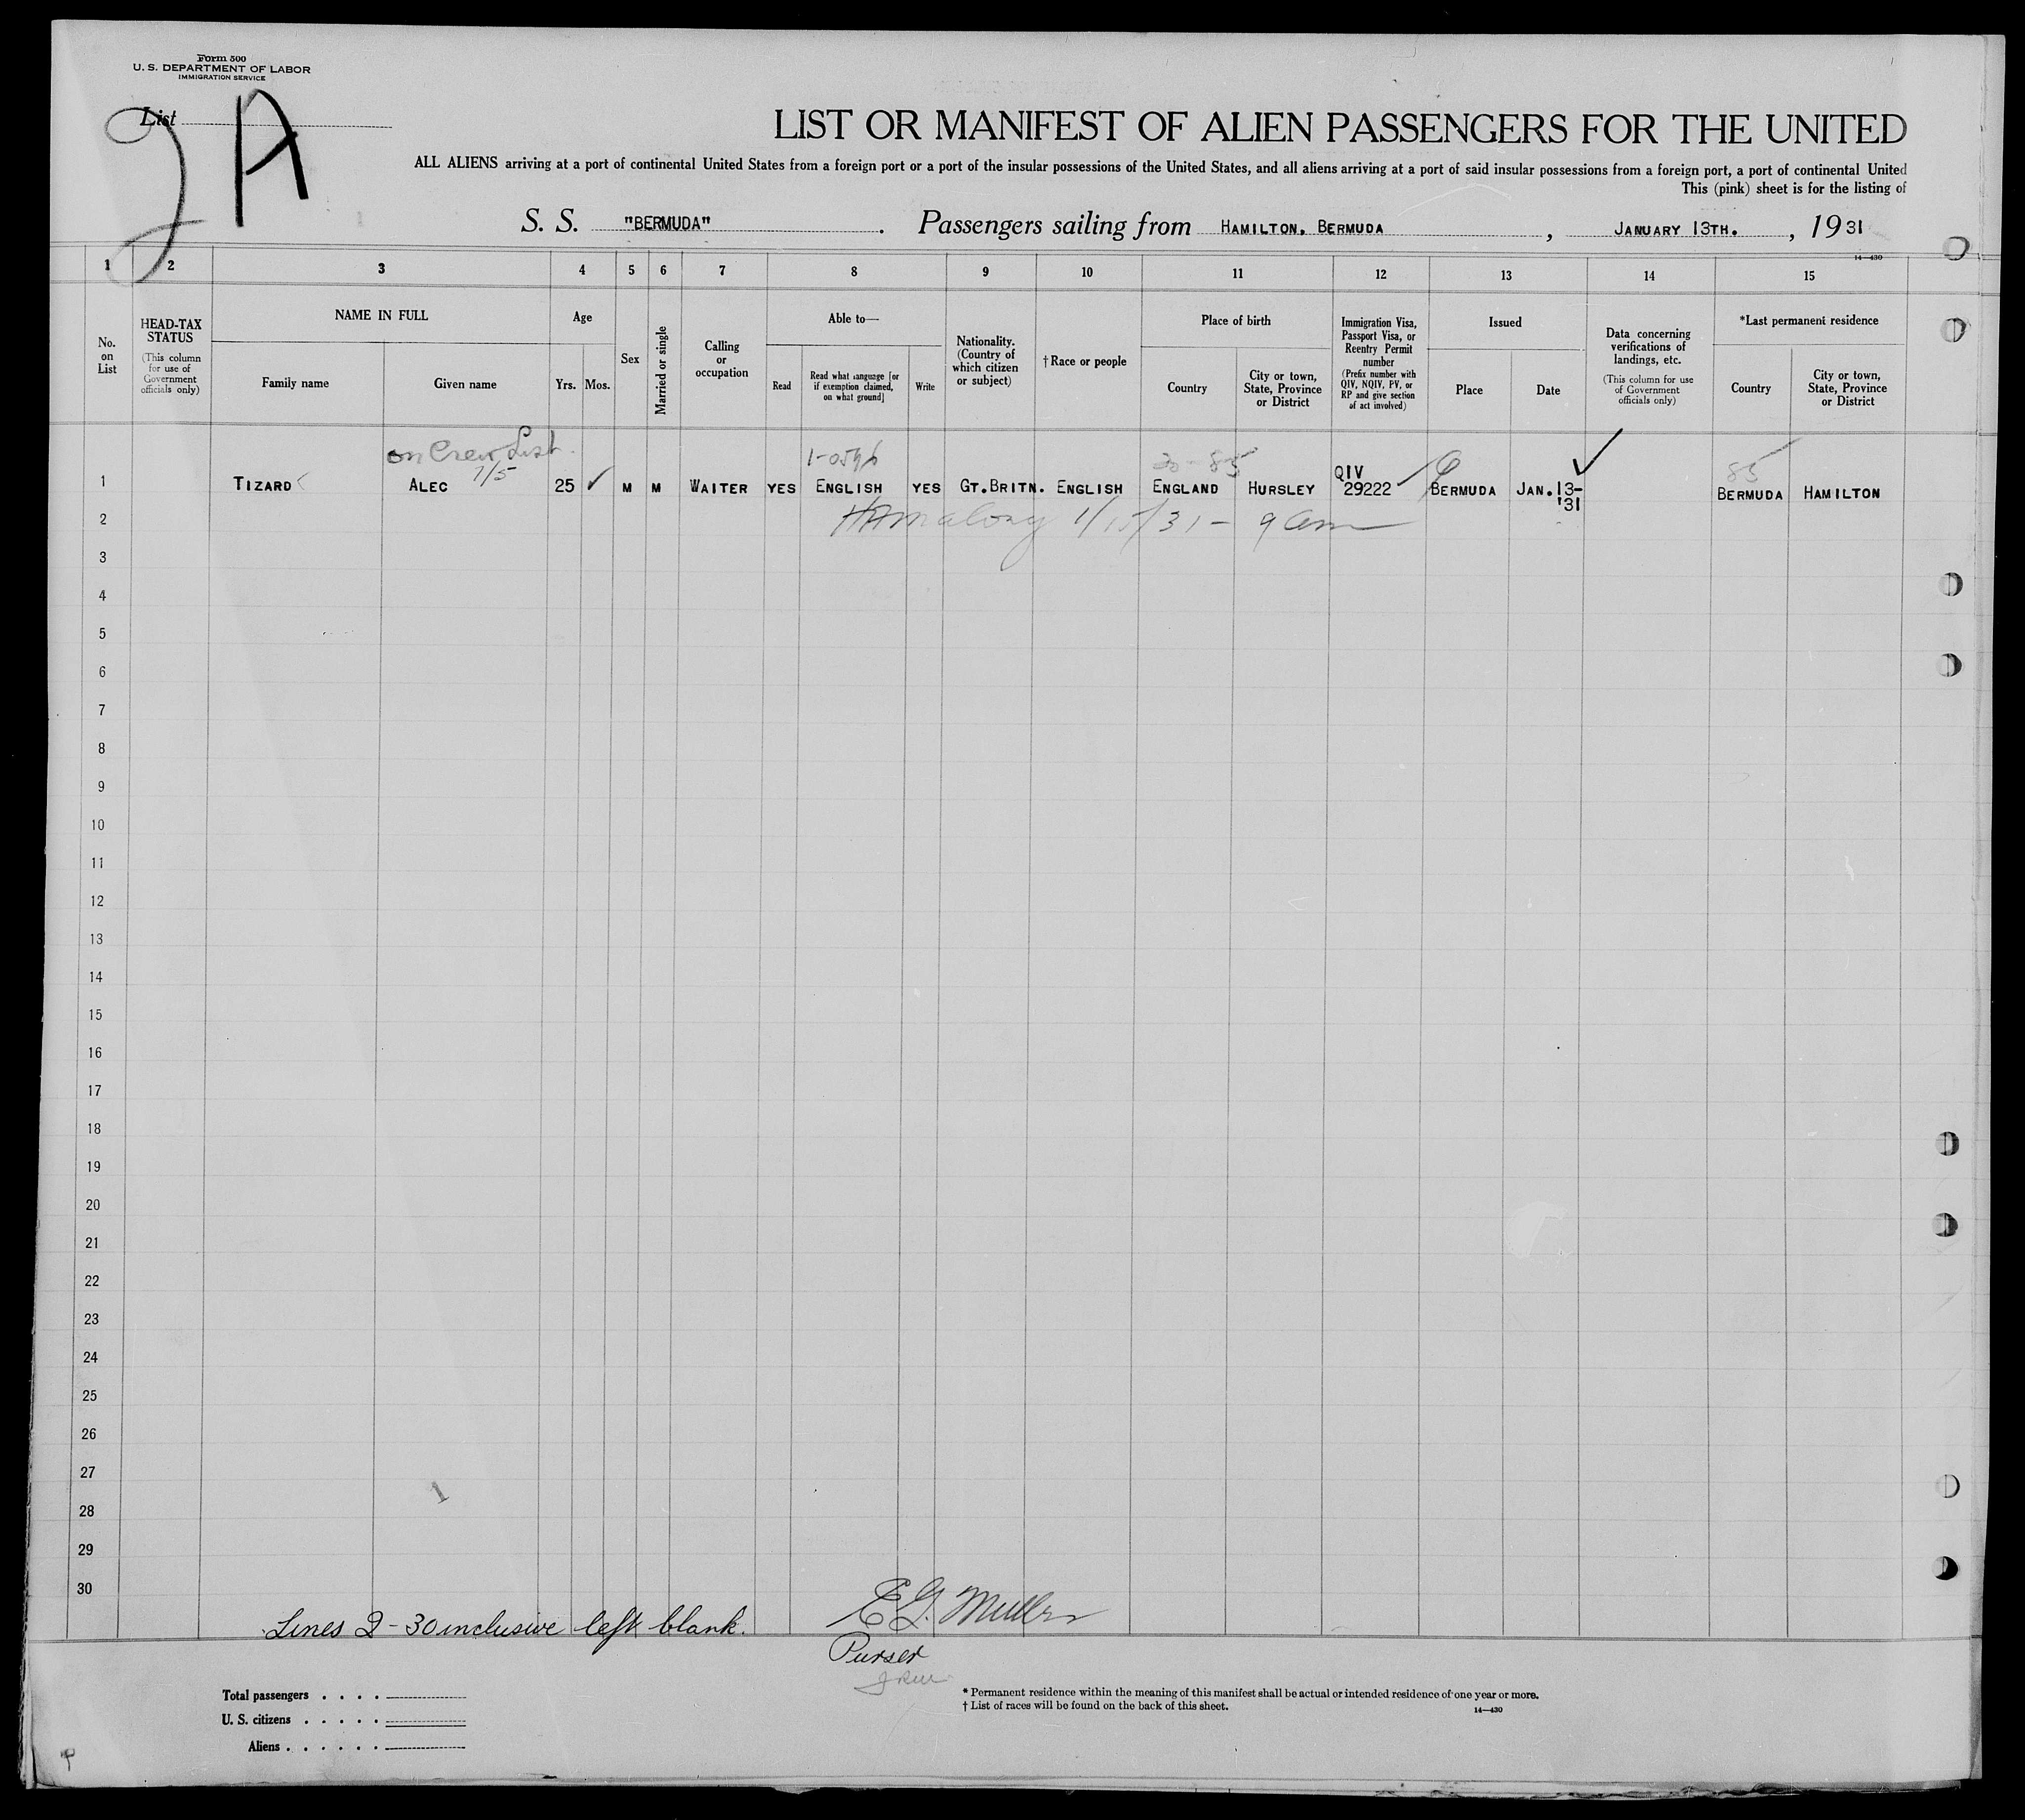 Form 500
U. S. DEPARTMENT OF LABOR
IMMIGRATION SERVICE
List
A
LIST OR MANIFEST OF ALIEN PASSENGERS FOR THE UNITED
ALL ALIENS arriving at a port of continental United States from a foreign port or a port of the insular possessions of the United States, and all aliens arriving at a port of said insular possessions from a foreign port, a port of continental United
This (pink) sheet is for the listing of
S. S. "BERMUDA". Passengers sailing from HAMILTON, BERMUDA, JANUARY 13TH., 1931
14—430
1 2 3 4 5 6 7 8 9 10 11 12 13 14 15
No. on List
HEAD-TAX STATUS
(This column for use of Government officials only)
NAME IN FULL
Family name
Given name
Age
Yrs.
Mos.
Sex
Married or single
Calling or occupation
Able to—
Read
Read what language [or if exemption claimed, on what ground]
Write
Nationality. (Country of which citizen or subject)
† Race or people
Place of birth
Country
City or town, State, Province or District
Immigration Visa, Passport Visa, or Reentry Permit number
(Prefix number with QIV, NQIV, PV, or RP and give section of act involved)
Issued
Place
Date
Data concerning verifications of landings, etc.
(This column for use of Government officials only)
*Last permanent residence
Country
City or town, State, Province or District
on Crew List
7/5
85
85
QIV
1 TIZARD ALEC 25 ✓ M M WAITER YES ENGLISH YES GT.BRITN. ENGLISH ENGLAND HURSLEY 29222 BERMUDA JAN.13- BERMUDA HAMILTON
'31
2
1/15/31 - 9 am
3
4
5
6
7
8
9
10
11
12
13
14
15
16
17
18
19
20
21
22
23
24
25
26
27
28
29
30
Lines 2-30 inclusive left blank.
Purser
Total passengers . . . .
U. S. citizens . . . . .
Aliens . . . . . .
* Permanent residence within the meaning of this manifest shall be actual or intended residence of one year or more.
† List of races will be found on the back of this sheet.
14—430